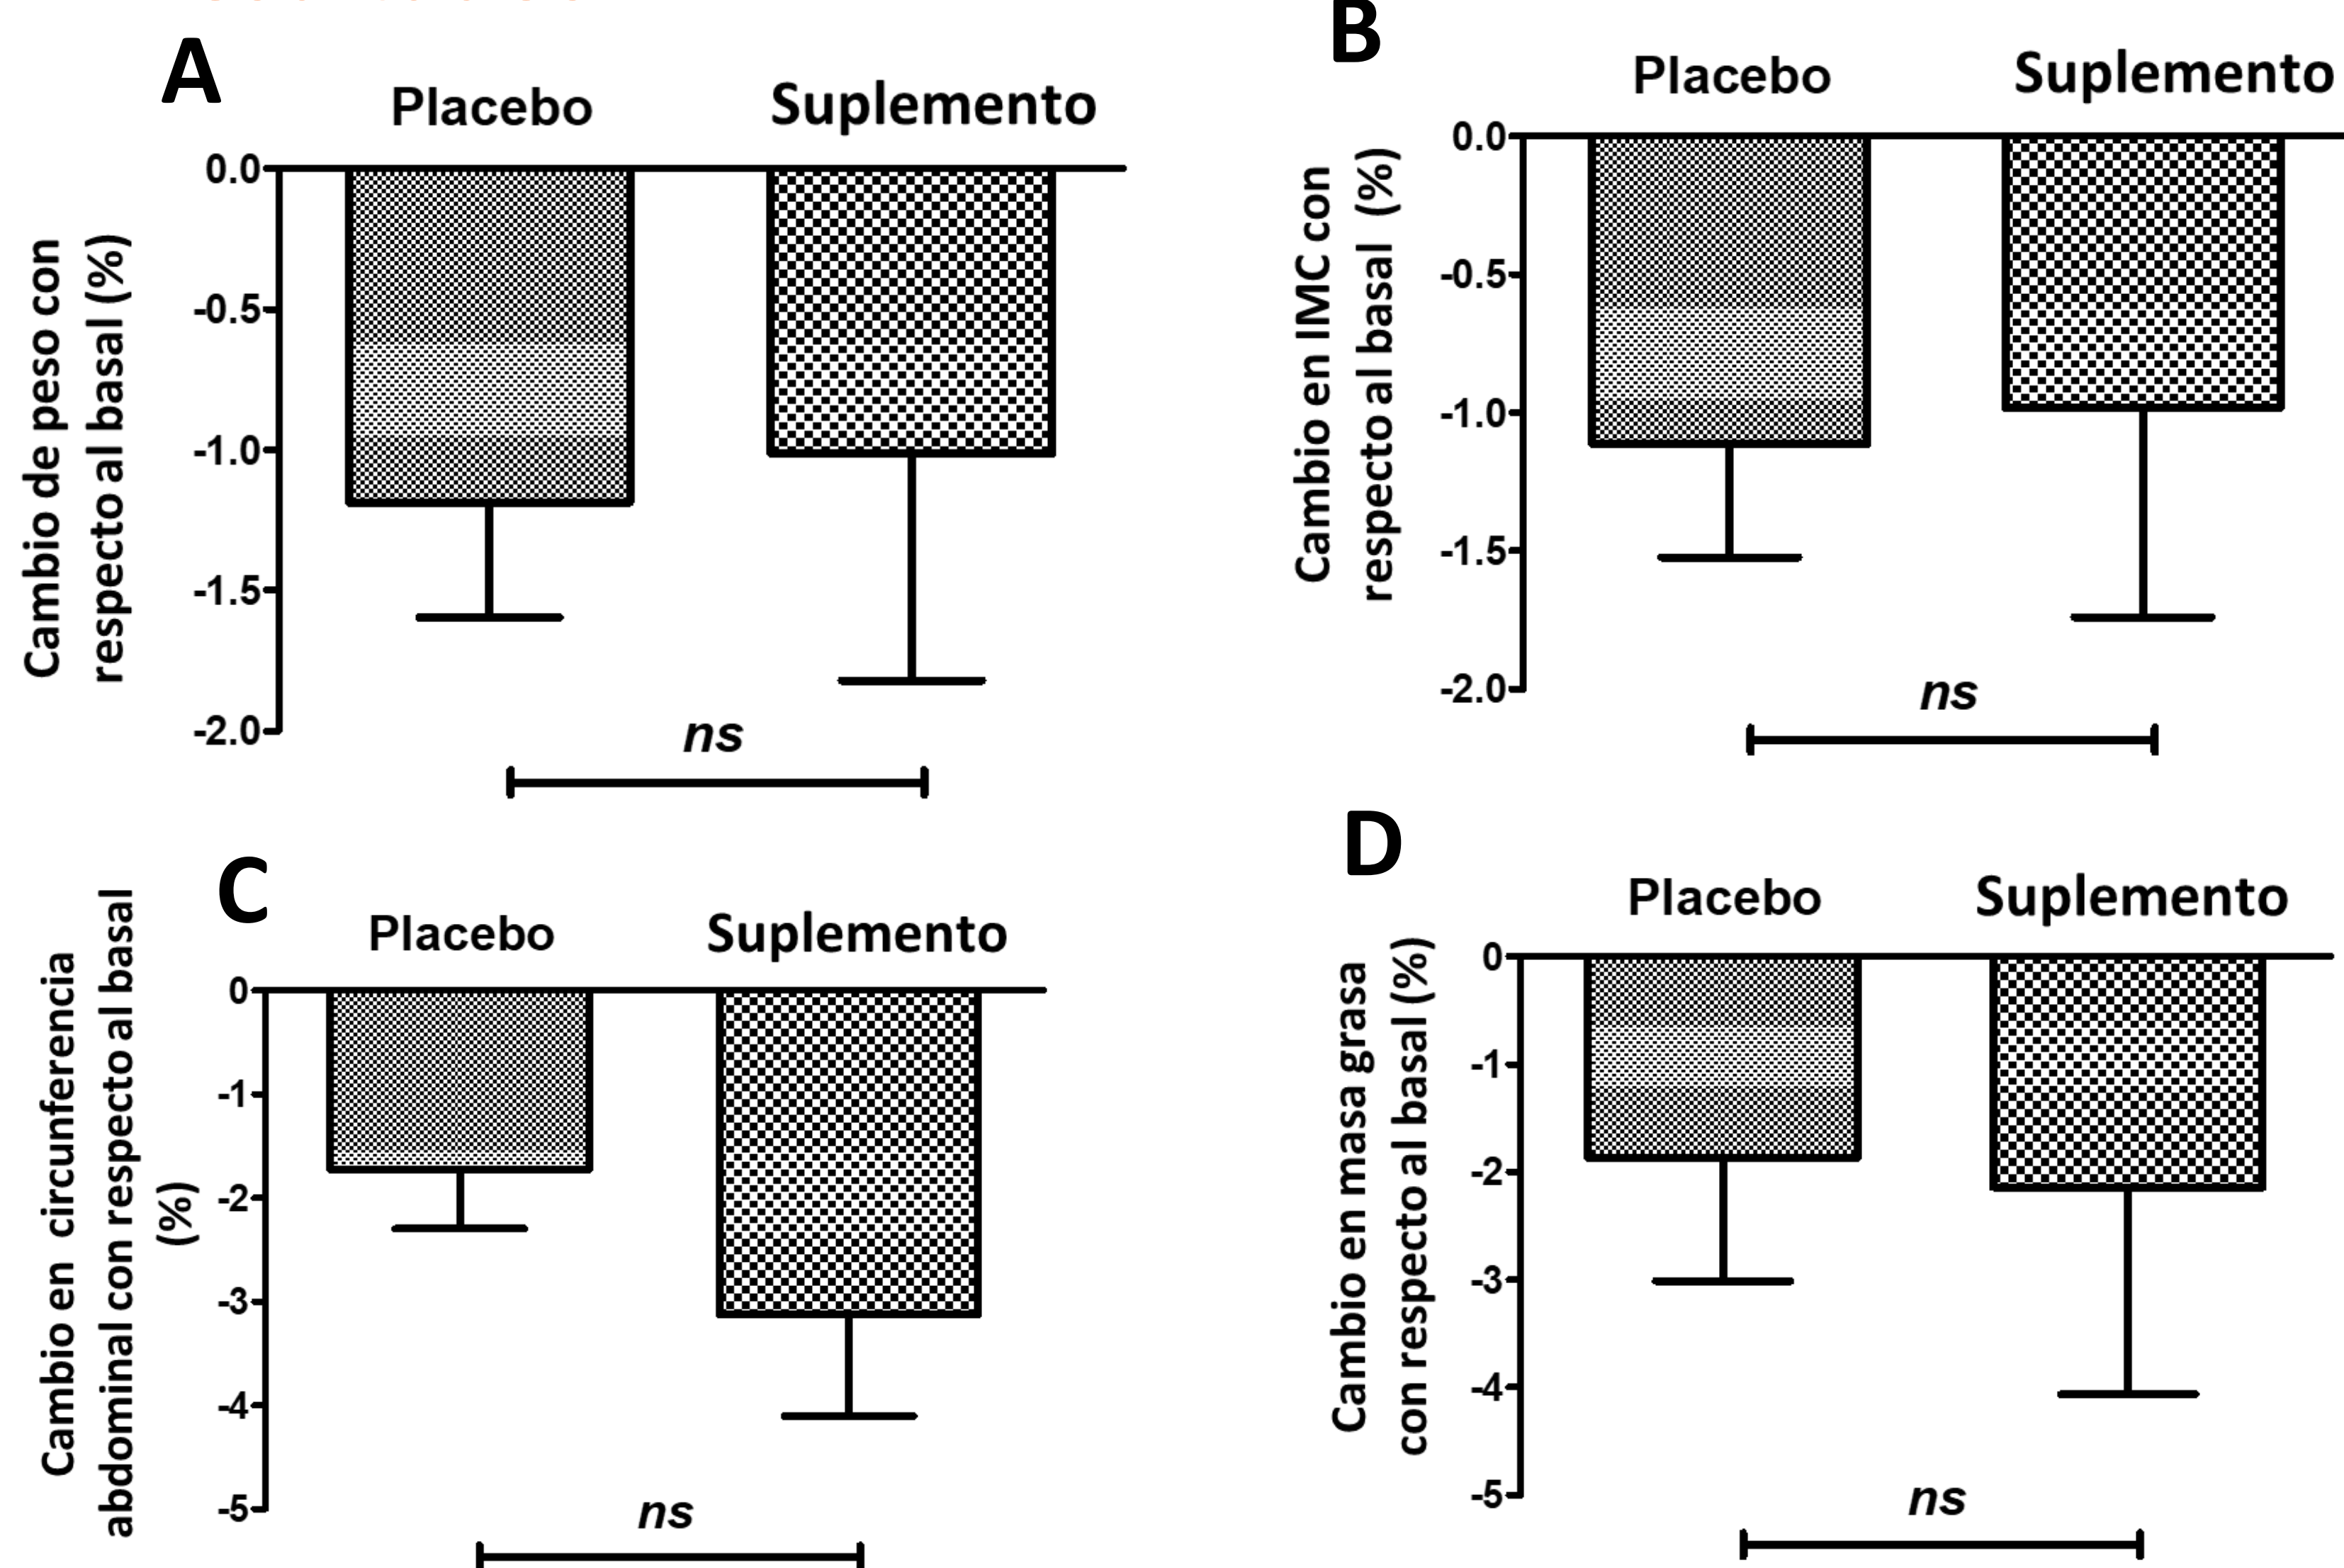 A
Placebo
Suplemento
Cambio de peso con
respecto al basal (%)
0.0
-0.5
-1.0
-1.5
-2.0
ns
B
Placebo
Suplemento
Cambio en IMC con
respecto al basal (%)
0.0
-0.5
-1.0
-1.5
-2.0
ns
C
Placebo
Suplemento
Cambio en circunferencia
abdominal con respecto al basal
(%)
0
-1
-2
-3
-4
-5
ns
D
Placebo
Suplemento
Cambio en masa grasa
con respecto al basal (%)
0
-1
-2
-3
-4
-5
ns